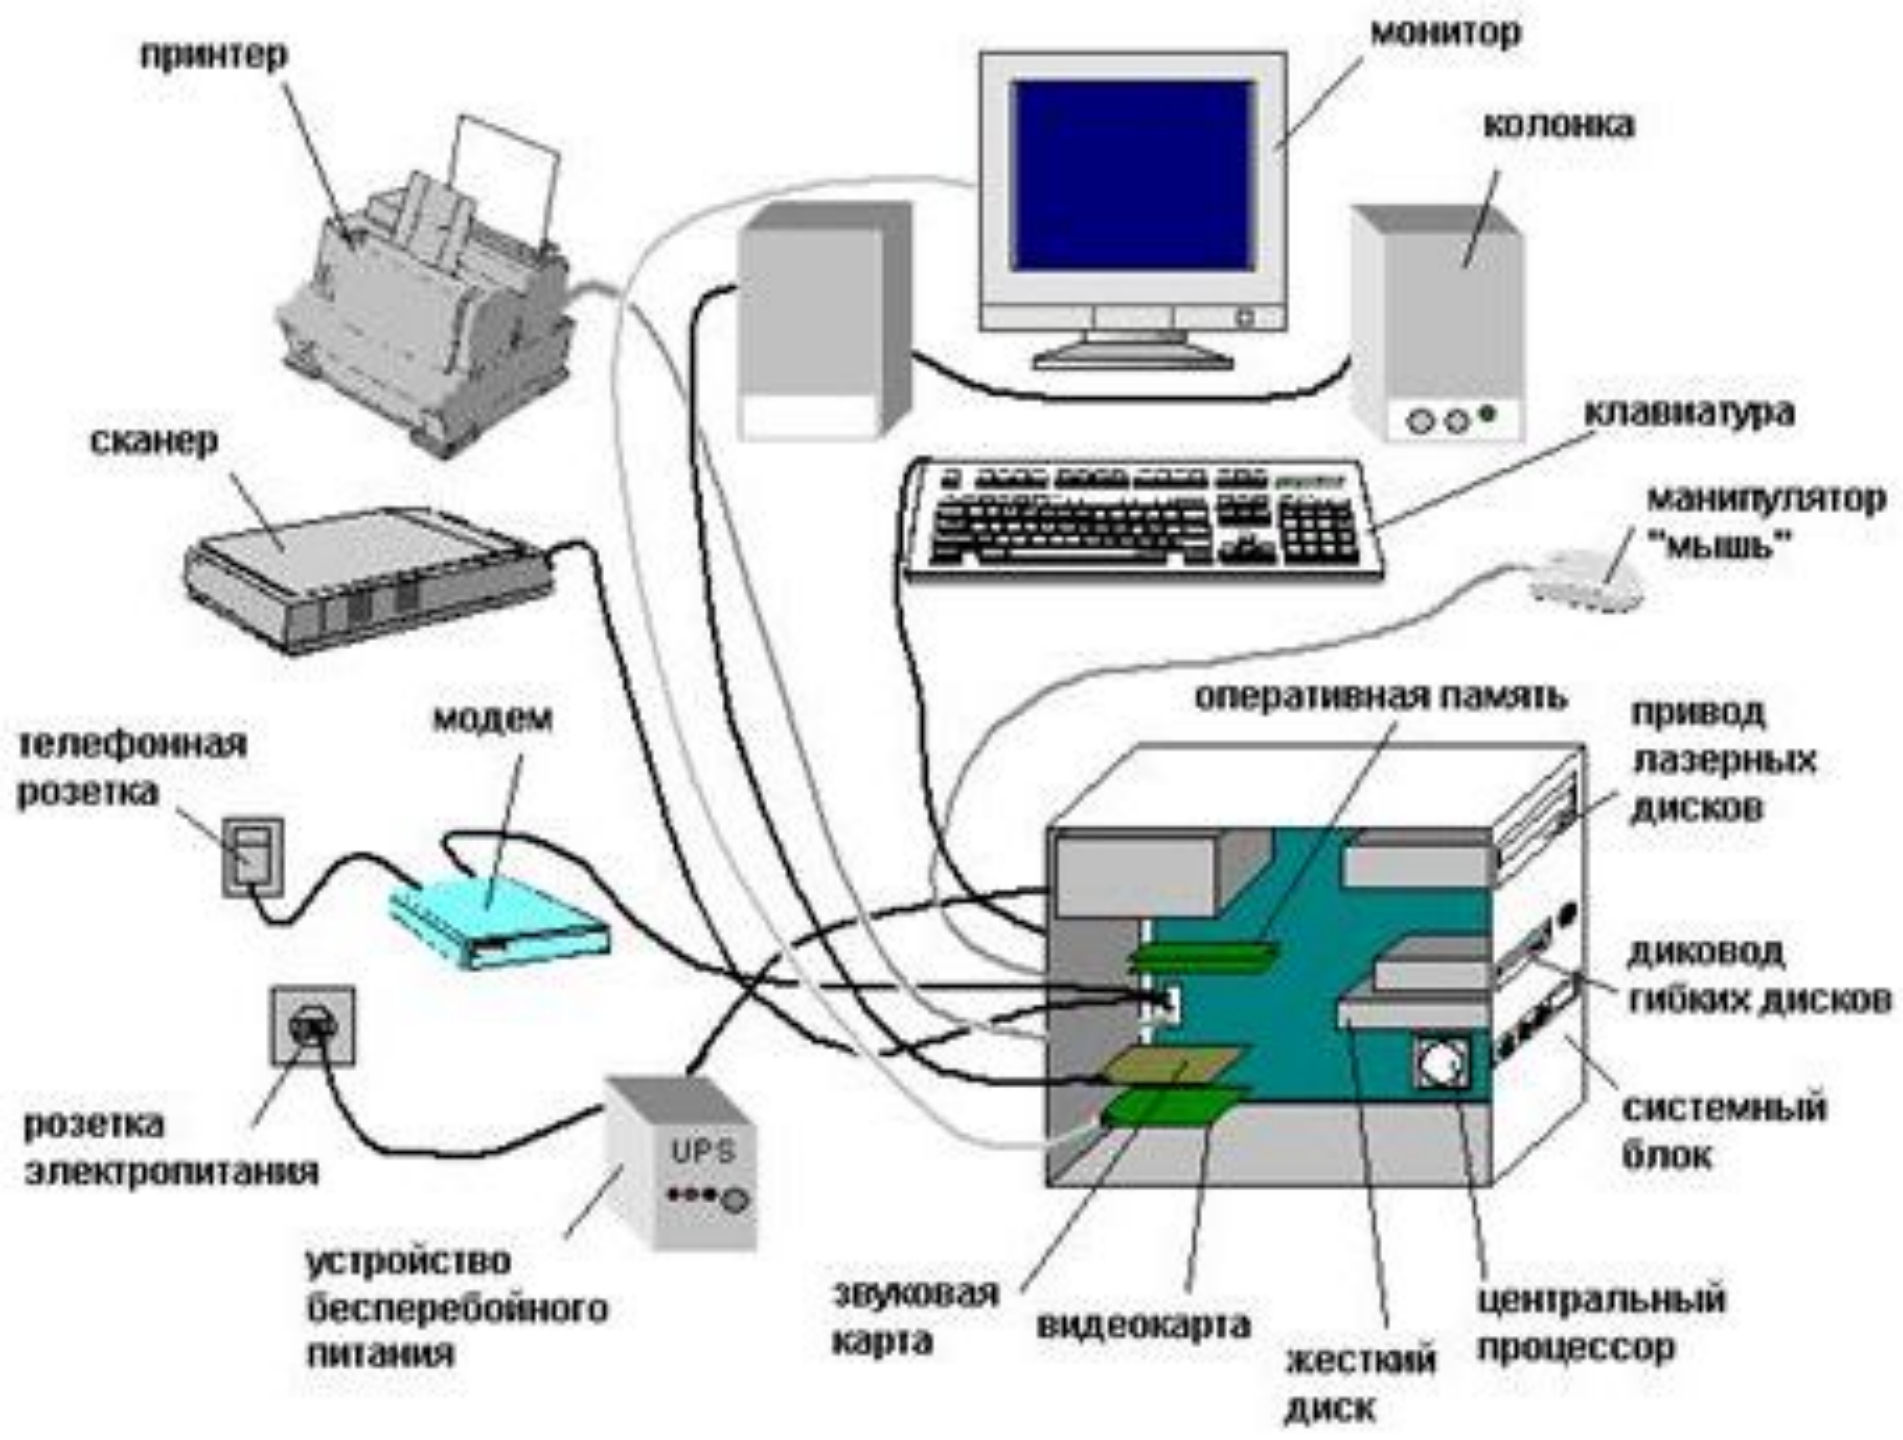 принтер
монитор
колонка
сканер
клавиатура
манипулятор
"мышь"
оперативная память
привод
лазерных
дисков
модем
телефонная
розетка
диковод
гибких дисков
системный
блок
розетка
электропитания
UPS
устройство
бесперебойного
питания
звуковая
карта
видеокарта
жесткий
диск
центральный
процессор